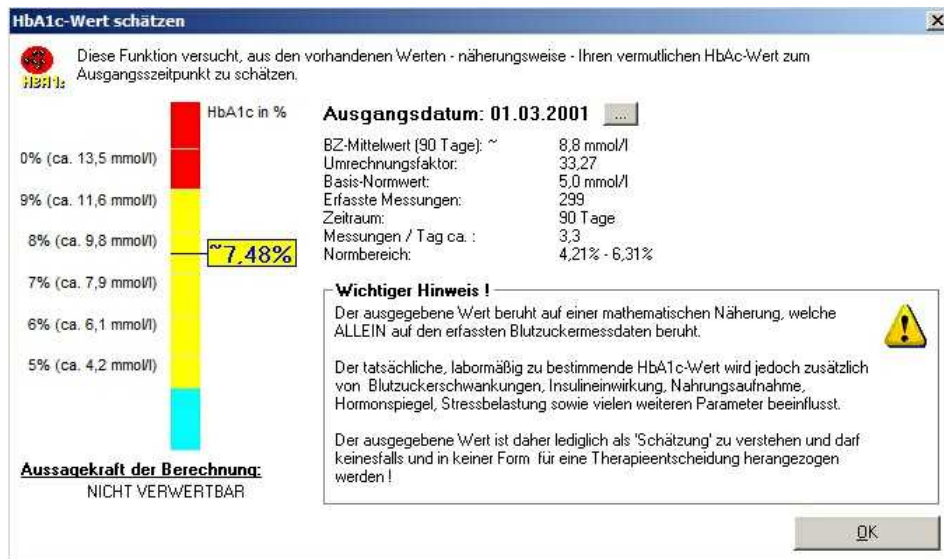 HbA1c-Wert schätzen
Diese Funktion versucht, aus den vorhandenen Werten - näherungsweise - Ihren vermutlichen HbAc-Wert zum
Ausgangsszeitpunkt zu schätzen.
HbA1c
HbA1c in %
0% (ca. 13,5 mmol/l)
9% (ca. 11,6 mmol/l)
8% (ca. 9,8 mmol/l)
~7,48%
7% (ca. 7,9 mmol/l)
6% (ca. 6,1 mmol/l)
5% (ca. 4,2 mmol/l)
Aussagekraft der Berechnung:
NICHT VERWERTBAR
Ausgangsdatum: 01.03.2001 ...
BZ-Mittelwert (90 Tage): ~ 8,8 mmol/l
Umrechnungsfaktor: 33,27
Basis-Normwert: 5,0 mmol/l
Erfasste Messungen: 299
Zeitraum: 90 Tage
Messungen / Tag ca. : 3,3
Normbereich: 4,21% - 6,31%
Wichtiger Hinweis !
Der ausgegebene Wert beruht auf einer mathematischen Näherung, welche
ALLEIN auf den erfassten Blutzuckermessdaten beruht.
Der tatsächliche, labormäßig zu bestimmende HbA1c-Wert wird jedoch zusätzlich
von Blutzuckerschwankungen, Insulineinwirkung, Nahrungsaufnahme,
Hormonspiegel, Stressbelastung sowie vielen weiteren Parameter beeinflusst.
Der ausgegebene Wert ist daher lediglich als 'Schätzung' zu verstehen und darf
keinesfalls und in keiner Form für eine Therapieentscheidung herangezogen
werden !
OK